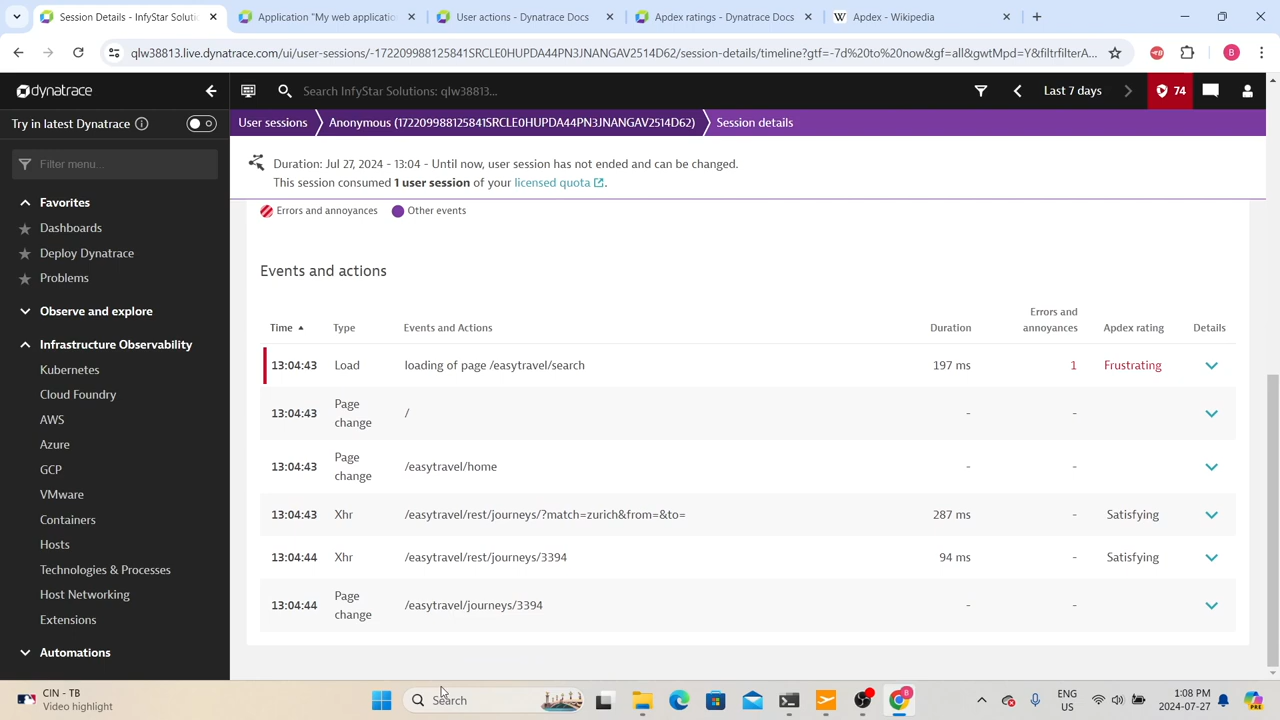 Session Details -
Application "My web applicatio
User actions - Dynatrace Docs
Apdex ratings - Dynatrace Docs
Apdex - Wikipedia
qlw38813.live.dynatrace.com/ui/user-sessions/-172209988125841SRCLE0HUPDA44PN3JNANGAV2514D62/session-details/timeline?gtf=-7d%20to%20now&gf=all&gwtMpd=Y&filtrfilterA...
B
dynatrace
Search InfyStar Solutions: qlw38813...
Last 7 days
74
Try in latest Dynatrace
User sessions
Anonymous (172209988125841SRCLE0HUPDA44PN3JNANGAV2514D62)
Session details
Filter menu...
Duration: Jul 27, 2024 - 13:04 - Until now, user session has not ended and can be changed.
This session consumed 1 user session of your licensed quota.
Favorites
Dashboards
Deploy Dynatrace
Problems
Observe and explore
Infrastructure Observability
Kubernetes
Cloud Foundry
AWS
Azure
GCP
VMware
Containers
Hosts
Technologies & Processes
Host Networking
Extensions
Automations
Errors and annoyances
Other events
Events and actions
Time
Type
Events and Actions
Duration
Errors and
annoyances
Apdex rating
Details
13:04:43
Load
loading of page /easytravel/search
197 ms
1
Frustrating
13:04:43
Page
change
/
-
-
13:04:43
Page
change
/easytravel/home
-
-
13:04:43
Xhr
/easytravel/rest/journeys/?match=zurich&from=&to=
287 ms
-
Satisfying
13:04:44
Xhr
/easytravel/rest/journeys/3394
94 ms
-
Satisfying
13:04:44
Page
change
/easytravel/journeys/3394
-
-
CIN - TB
Video highlight
Search
B
ENG
US
1:08 PM
2024-07-27
PRE